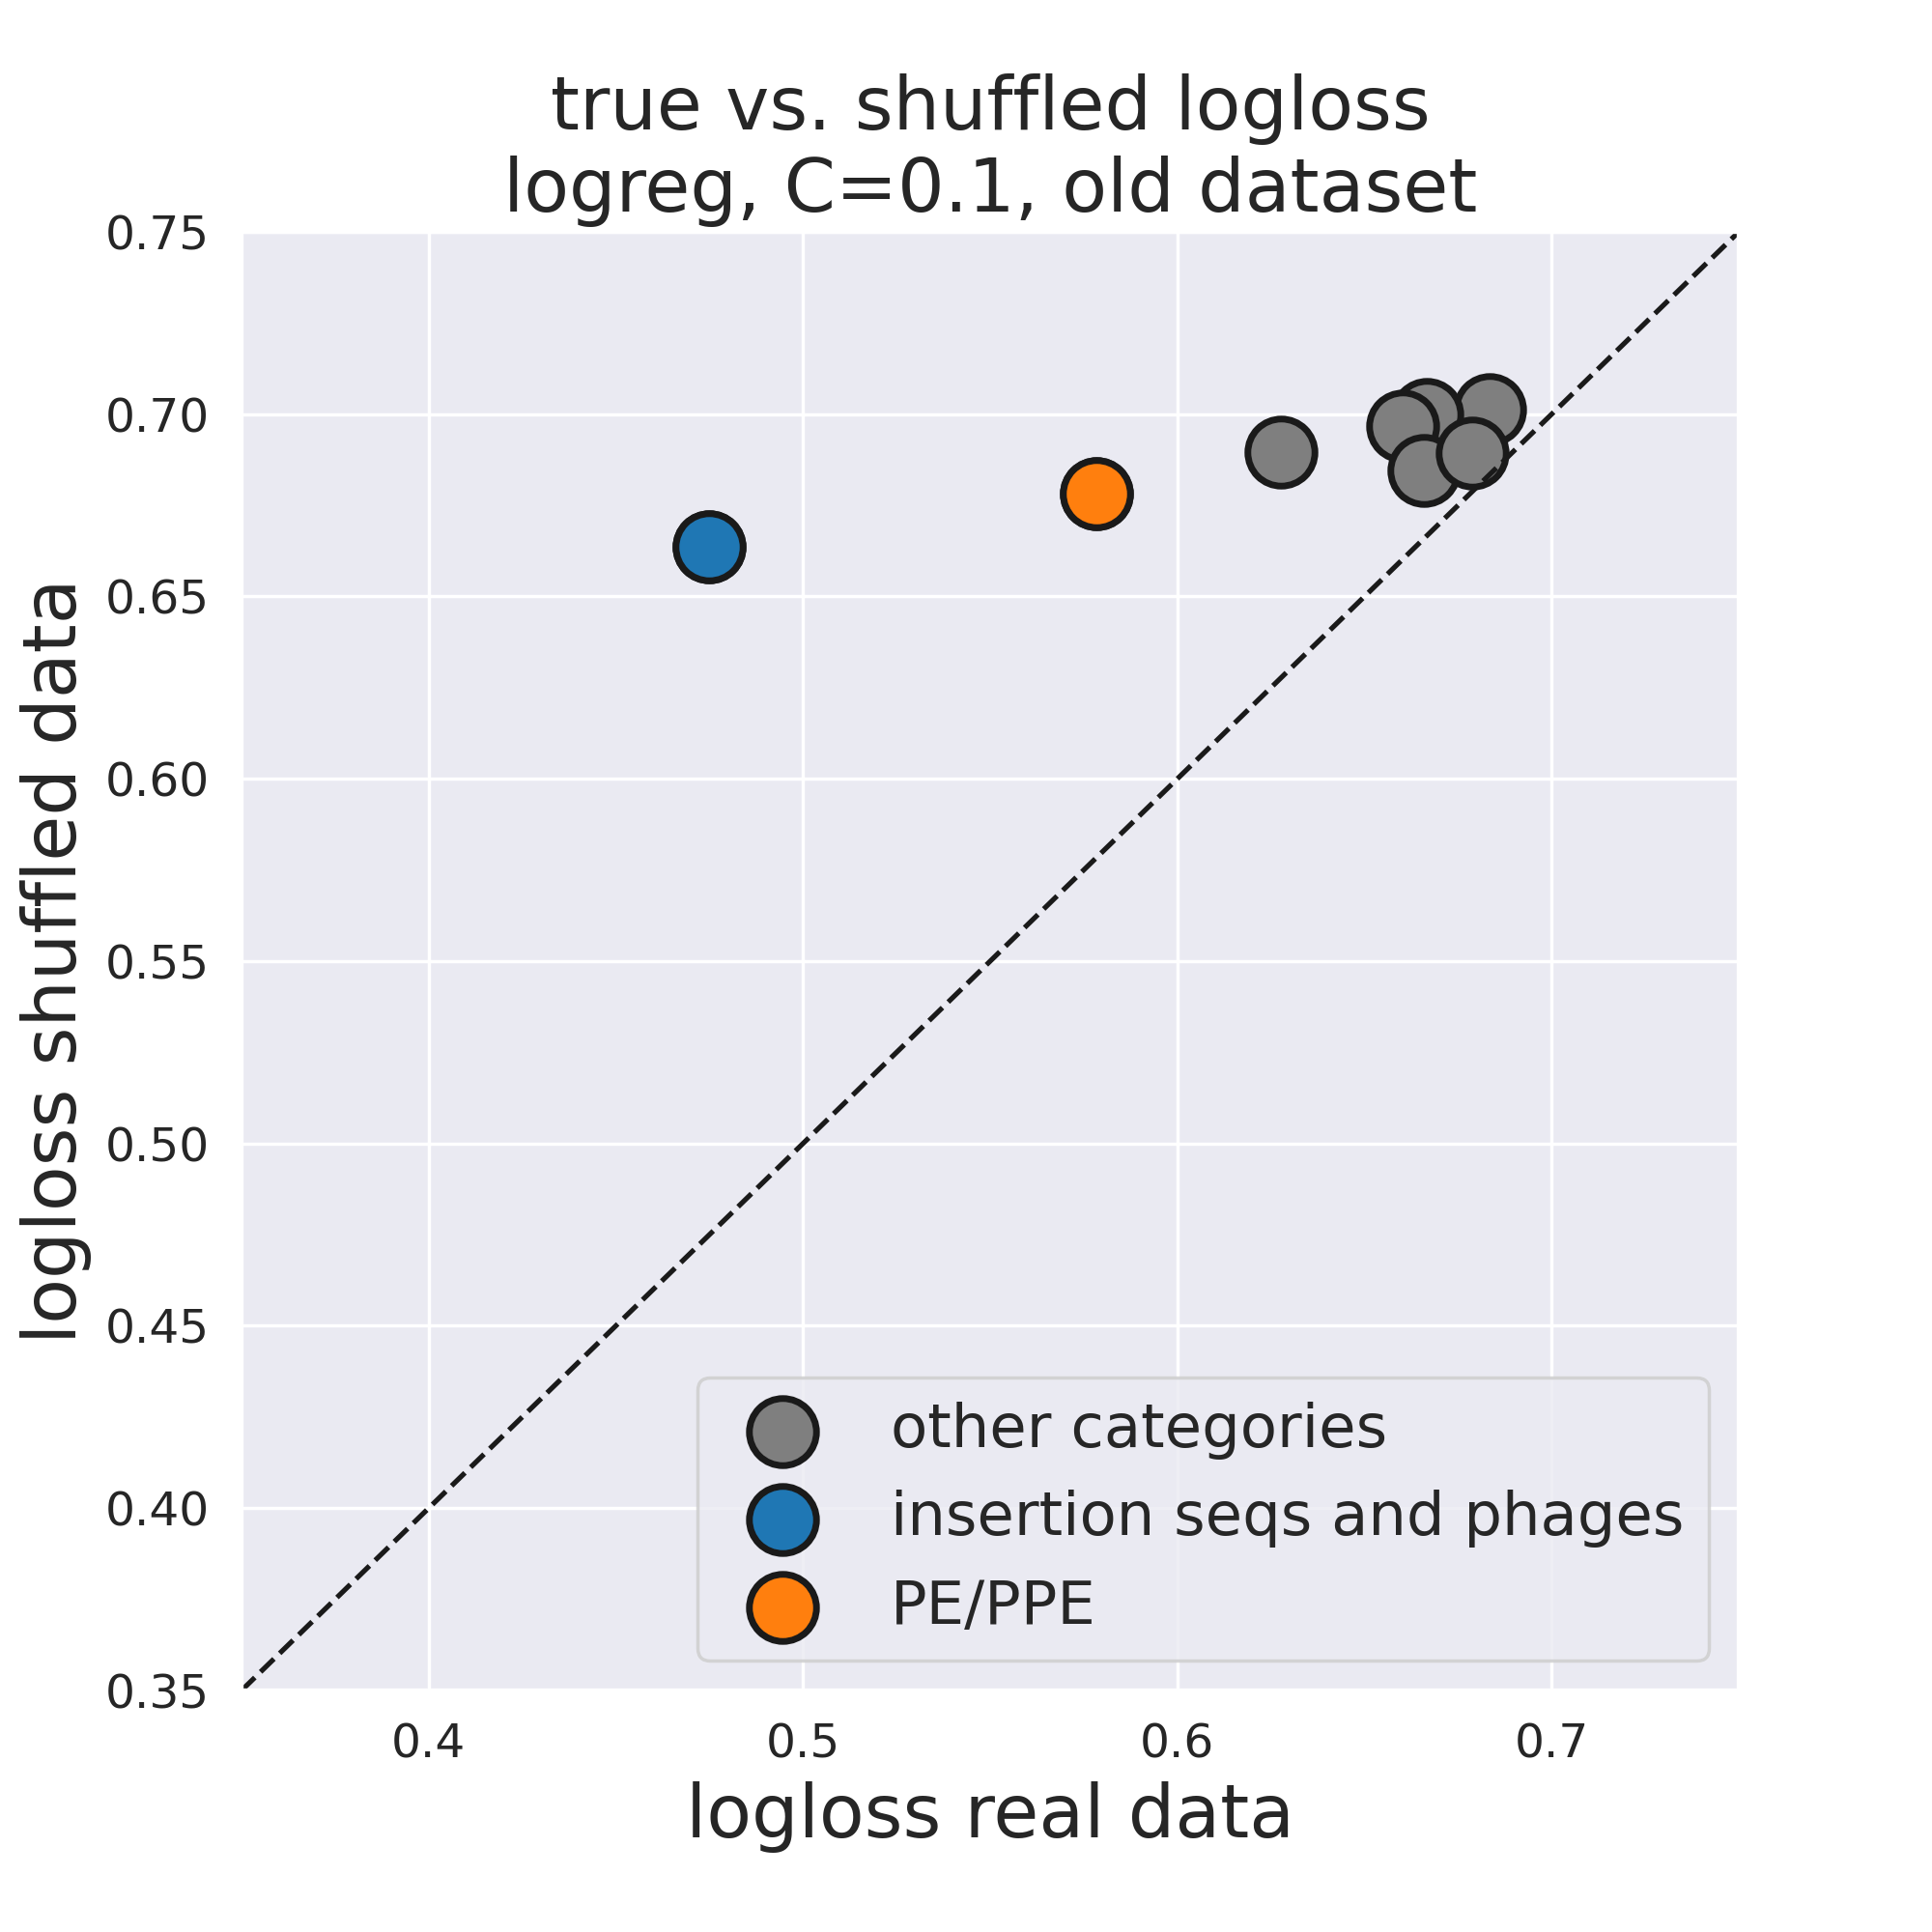 true vs. shuffled logloss
logreg, C=0.1, old dataset
0.75
0.70
0.65
0.60
0.55
0.50
0.45
0.40
0.35
logloss shuffled data
other categories
insertion seqs and phages
PE/PPE
0.4 0.5 0.6 0.7
logloss real data